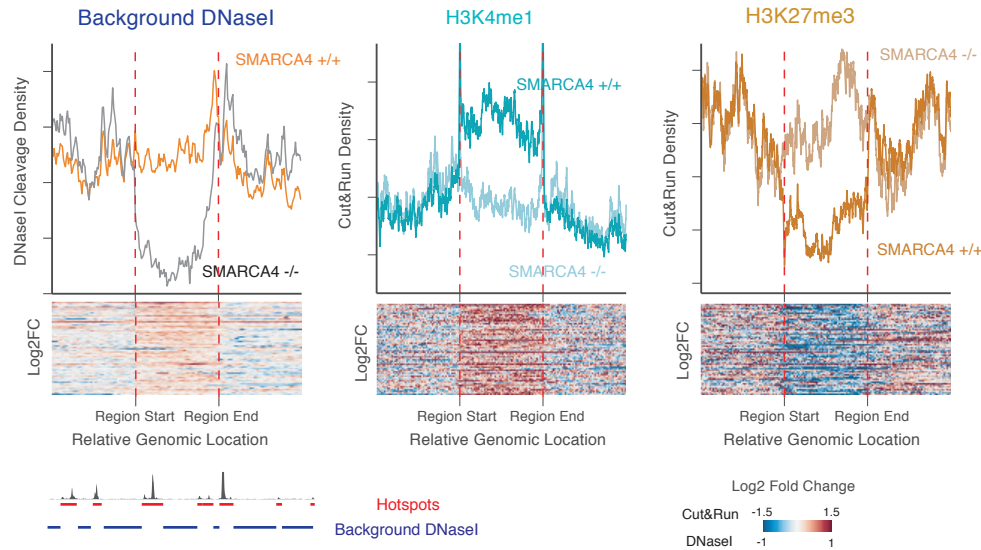 Background DNaseI
H3K4me1
H3K27me3
SMARCA4 +/+
SMARCA4 -/-
DNaseI Cleavage Density
SMARCA4 +/+
SMARCA4 -/-
Cut&Run Density
SMARCA4 -/-
SMARCA4 +/+
Cut&Run Density
Log2FC
Log2FC
Log2FC
Region Start Region End
Region Start Region End
Region Start Region End
Relative Genomic Location
Relative Genomic Location
Relative Genomic Location
Hotspots
Background DNaseI
Log2 Fold Change
Cut&Run -1.5 1.5
DNaseI -1 1